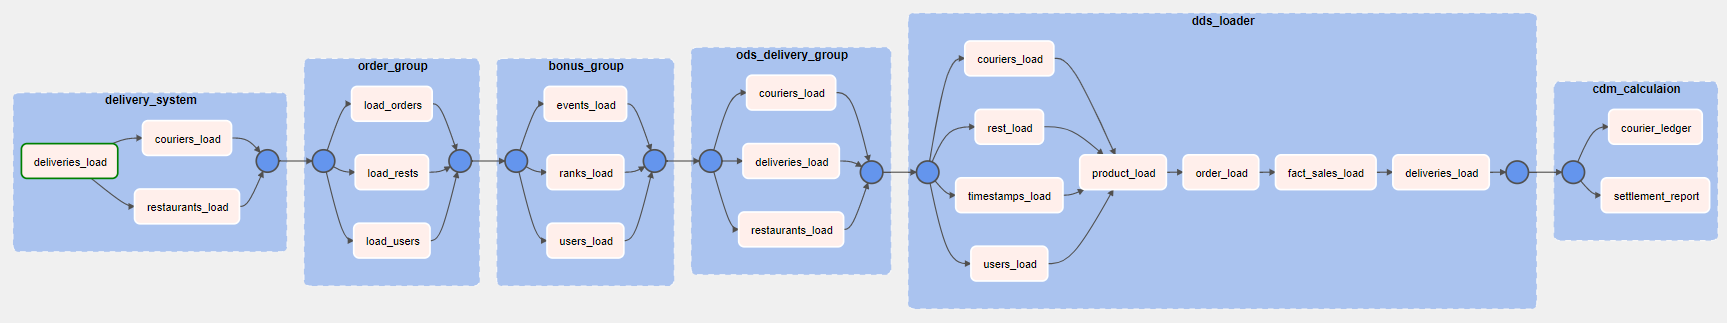 delivery_system
deliveries_load
couriers_load
restaurants_load
order_group
load_orders
load_rests
load_users
bonus_group
events_load
ranks_load
users_load
ods_delivery_group
couriers_load
deliveries_load
restaurants_load
dds_loader
couriers_load
rest_load
timestamps_load
users_load
product_load
order_load
fact_sales_load
deliveries_load
cdm_calculaion
courier_ledger
settlement_report